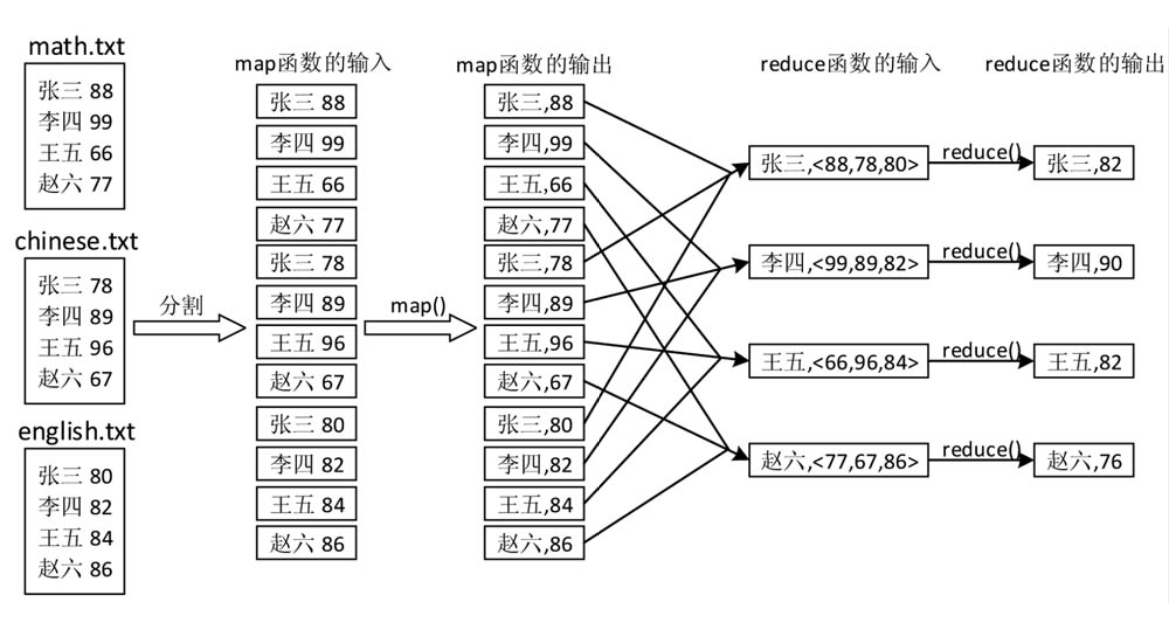 math.txt
张三 88
李四 99
王五 66
赵六 77
chinese.txt
张三 78
李四 89
王五 96
赵六 67
english.txt
张三 80
李四 82
王五 84
赵六 86
分割
map函数的输入
张三 88
李四 99
王五 66
赵六 77
张三 78
李四 89
王五 96
赵六 67
张三 80
李四 82
王五 84
赵六 86
map()
map函数的输出
张三,88
李四,99
王五,66
赵六,77
张三,78
李四,89
王五,96
赵六,67
张三,80
李四,82
王五,84
赵六,86
reduce函数的输入
张三,<88,78,80>
李四,<99,89,82>
王五,<66,96,84>
赵六,<77,67,86>
reduce()
reduce()
reduce()
reduce()
reduce函数的输出
张三,82
李四,90
王五,82
赵六,76